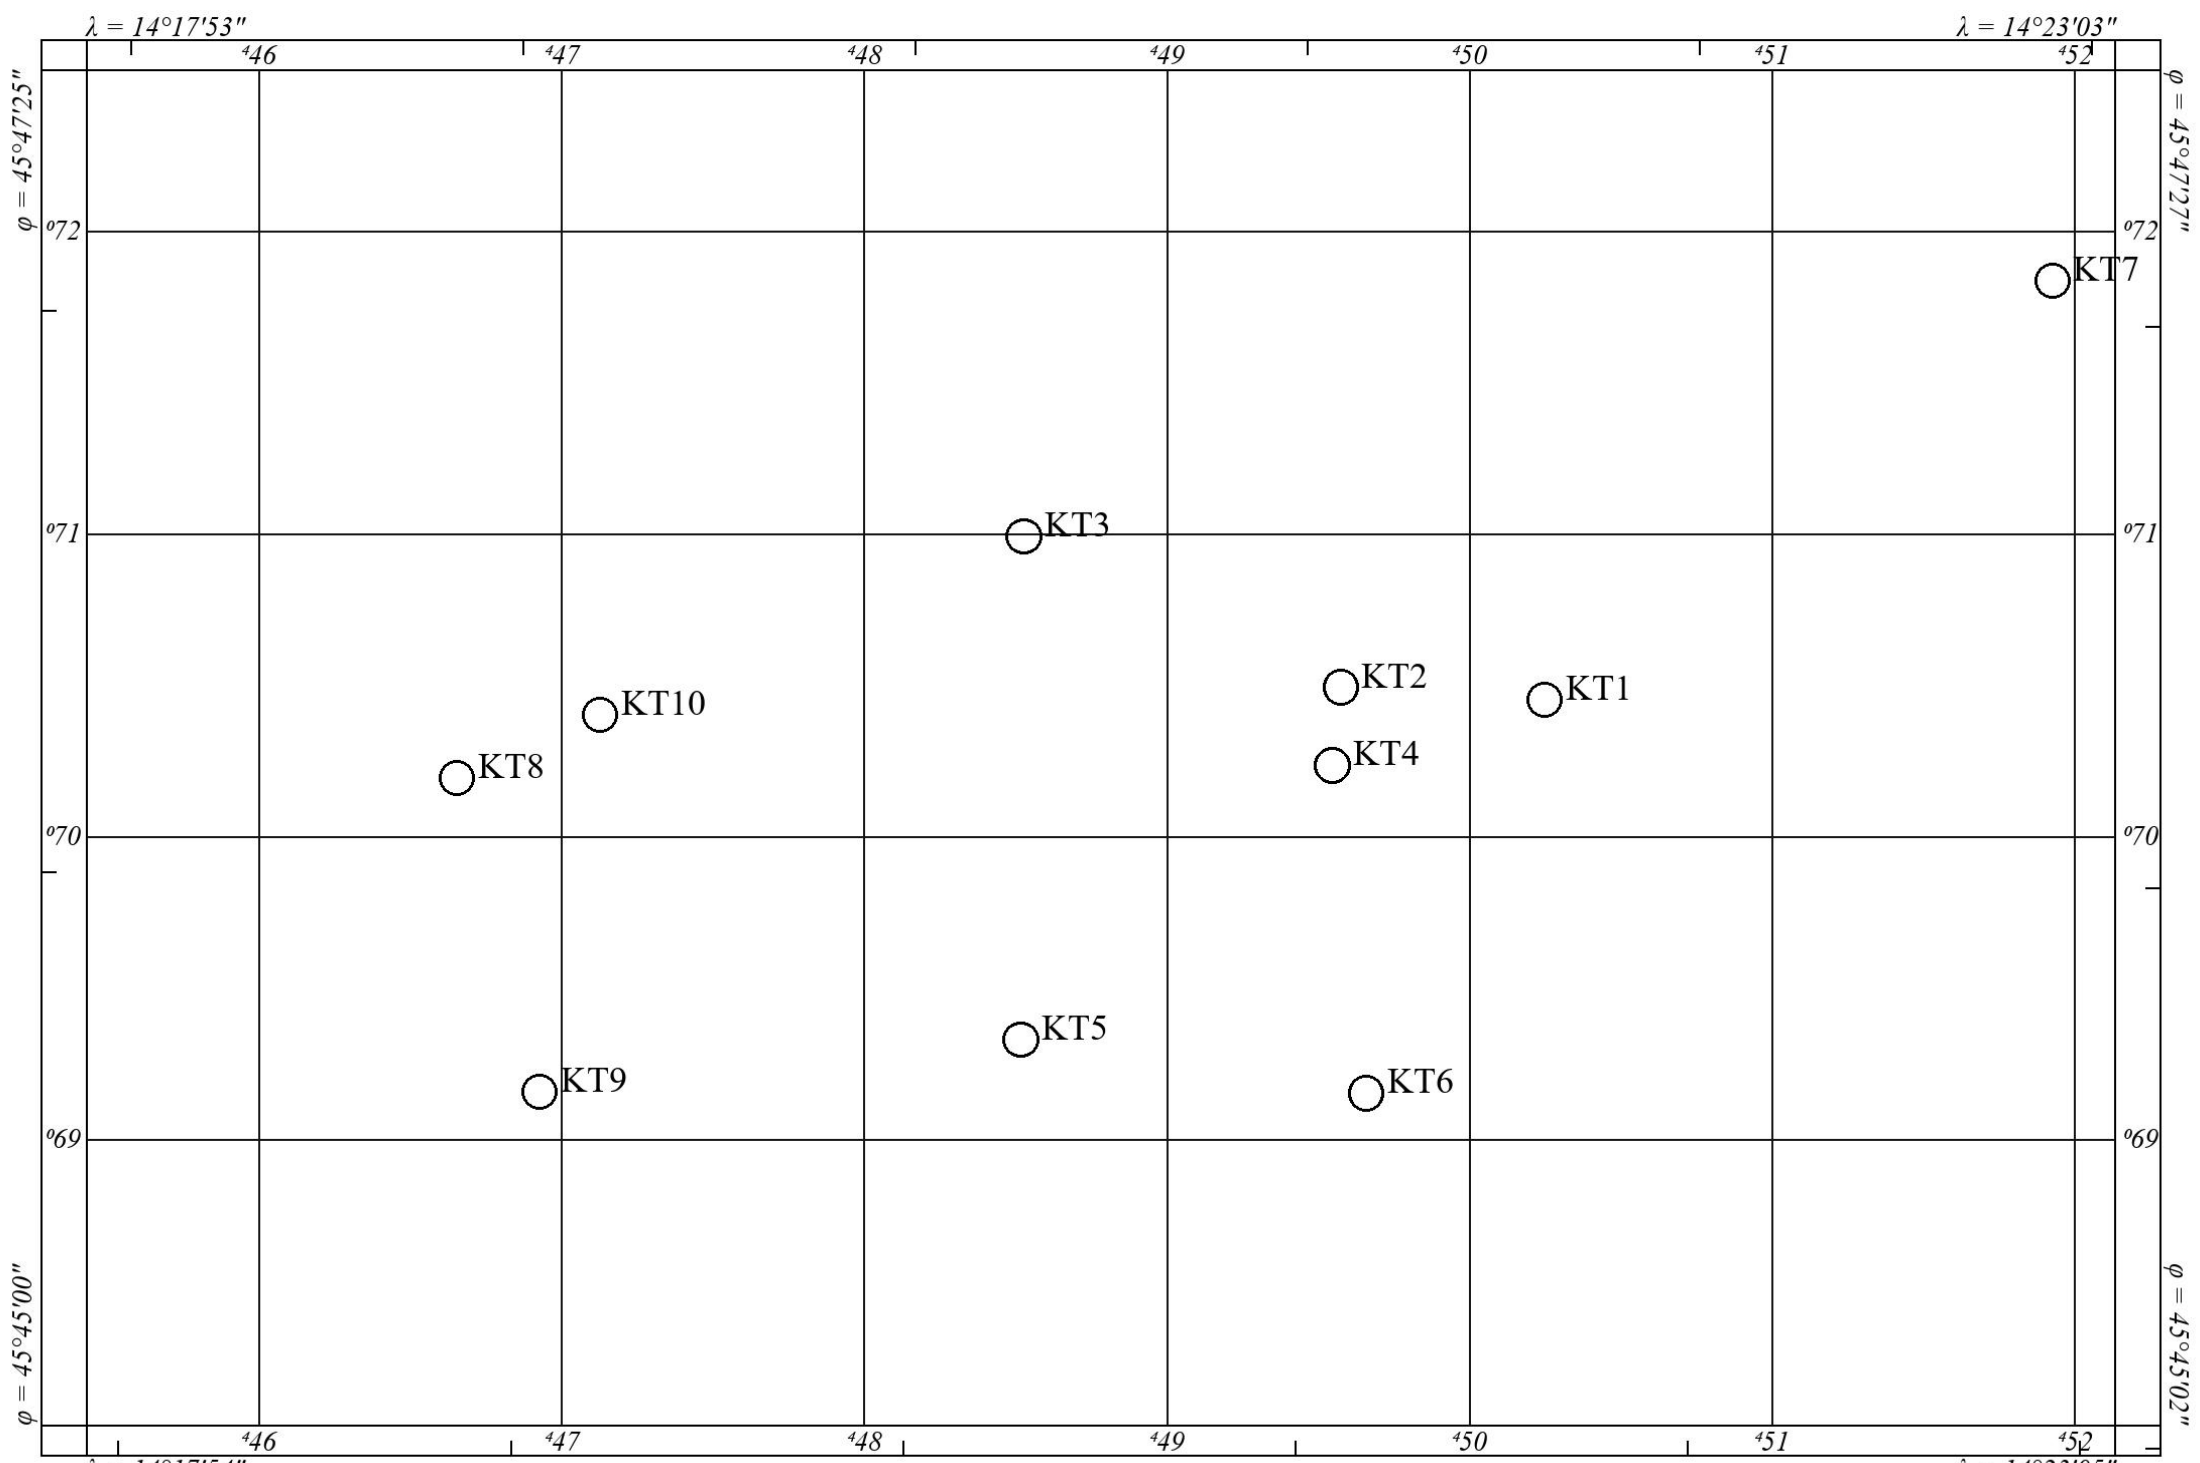 λ = 14°17'53" λ = 14°23'03"
⁴46 ⁴47 ⁴48 ⁴49 ⁴50 ⁴51 ⁴52
φ = 45°47'25"
φ = 45°47'27"
⁰72 ⁰72
KT7
⁰71 ⁰71
KT3
KT2
KT1
KT10
KT4
KT8
⁰70 ⁰70
KT5
KT9
KT6
⁰69 ⁰69
φ = 45°45'00"
φ = 45°45'02"
⁴46 ⁴47 ⁴48 ⁴49 ⁴50 ⁴51 ⁴52